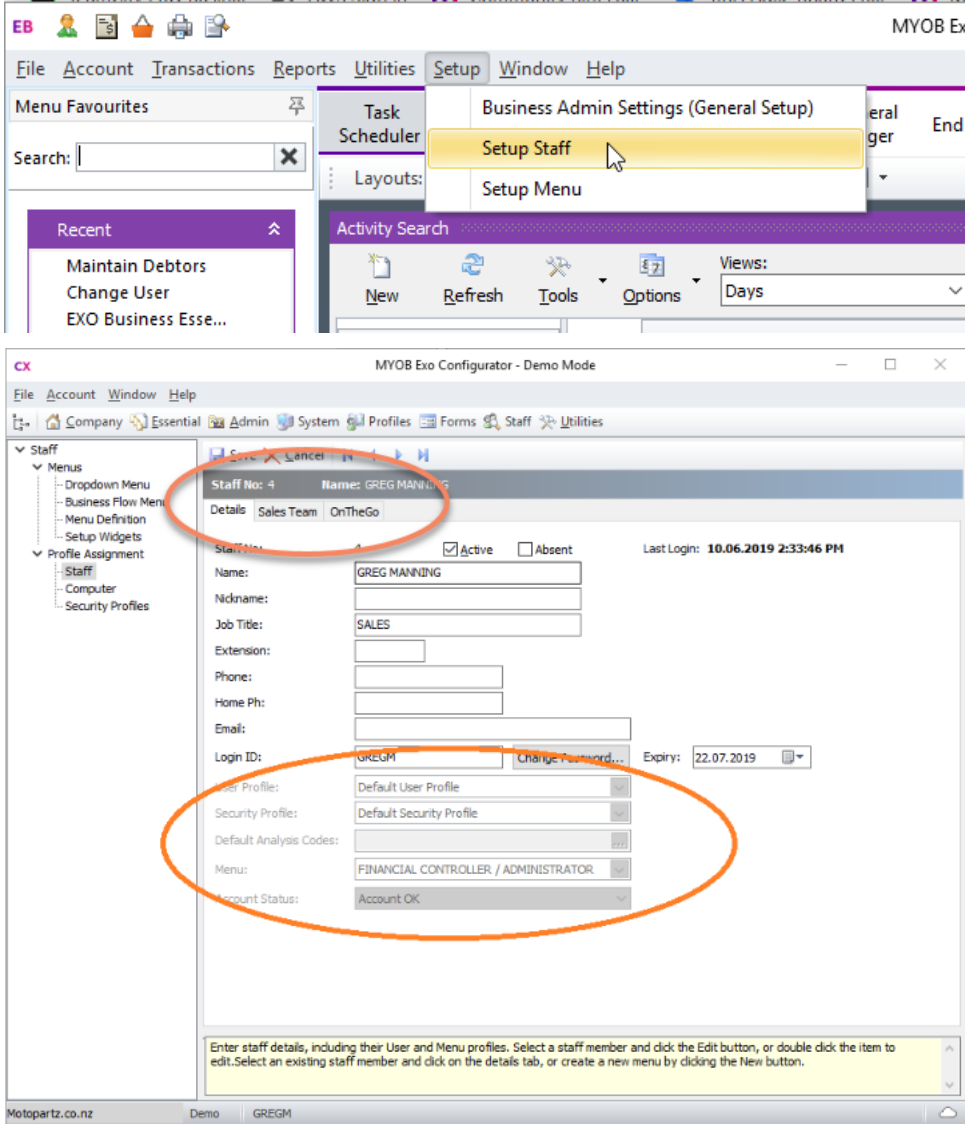 EB
MYOB Ex
File Account Transactions Reports Utilities Setup Window Help
Menu Favourites
Search:
Task
Scheduler
Layouts:
Business Admin Settings (General Setup)
Setup Staff
Setup Menu
eral
ger
End
Recent
Maintain Debtors
Change User
EXO Business Esse...
Activity Search
New Refresh Tools Options
Views:
Days
CX
MYOB Exo Configurator - Demo Mode
File Account Window Help
Company Essential Admin System Profiles Forms Staff Utilities
Staff
Menus
Dropdown Menu
Business Flow Menu
Menu Definition
Setup Widgets
Profile Assignment
Staff
Computer
Security Profiles
Save Cancel
Staff No: 4 Name: GREG MANNING
Details Sales Team OnTheGo
Staff No: 4 Active Absent Last Login: 10.06.2019 2:33:46 PM
Name: GREG MANNING
Nickname:
Job Title: SALES
Extension:
Phone:
Home Ph:
Email:
Login ID: GREGM Change Password... Expiry: 22.07.2019
User Profile: Default User Profile
Security Profile: Default Security Profile
Default Analysis Codes:
Menu: FINANCIAL CONTROLLER / ADMINISTRATOR
Account Status: Account OK
Enter staff details, including their User and Menu profiles. Select a staff member and click the Edit button, or double click the item to
edit.Select an existing staff member and click on the details tab, or create a new menu by clicking the New button.
Motopartz.co.nz Demo GREGM